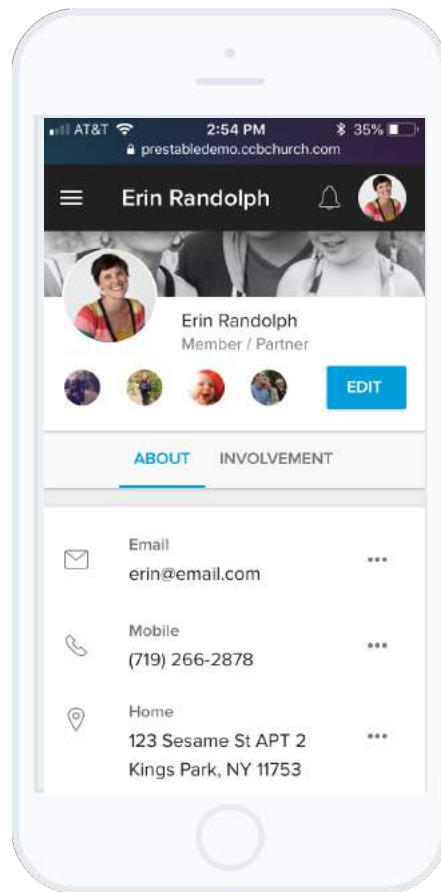 AT&T 2:54 PM 35%
prestabledemo.ccbchurch.com
Erin Randolph
Erin Randolph
Member / Partner
EDIT
ABOUT INVOLVEMENT
Email
erin@email.com
Mobile
(719) 266-2878
Home
123 Sesame St APT 2
Kings Park, NY 11753